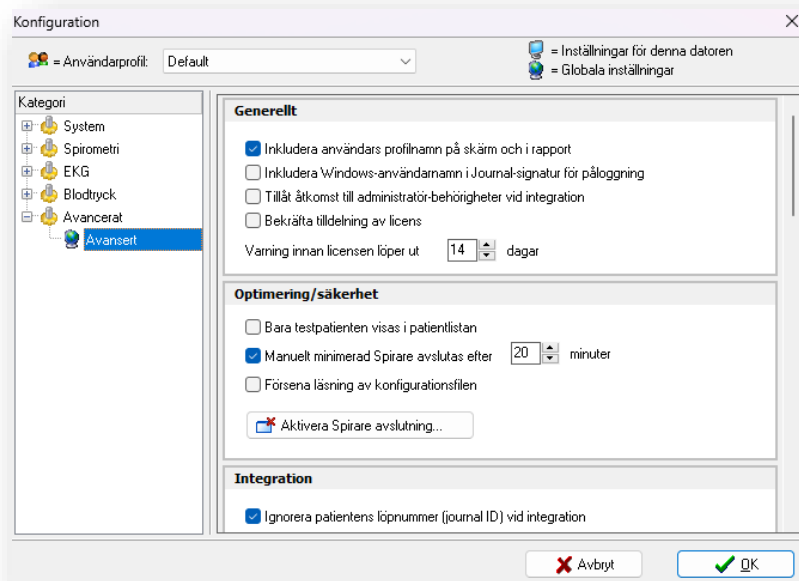 Konfiguration
= Användarprofil: Default
= Inställningar för denna datoren
= Globala inställningar
Kategori
System
Spirometri
EKG
Blodtryck
Avancerat
Avansert
Generellt
Inkludera användars profilnamn på skärm och i rapport
Inkludera Windows-användarnamn i Journal-signatur för påloggning
Tillåt åtkomst till administratör-behörigheter vid integration
Bekräfta tilldelning av licens
Varning innan licensen löper ut 14 dagar
Optimering/säkerhet
Bara testpatienten visas i patientlistan
Manuellt minimerad Spirare avslutas efter 20 minuter
Försena läsning av konfigurationsfilen
Aktivera Spirare avslutning...
Integration
Ignorera patientens löpnummer (journal ID) vid integration
Avbryt
OK